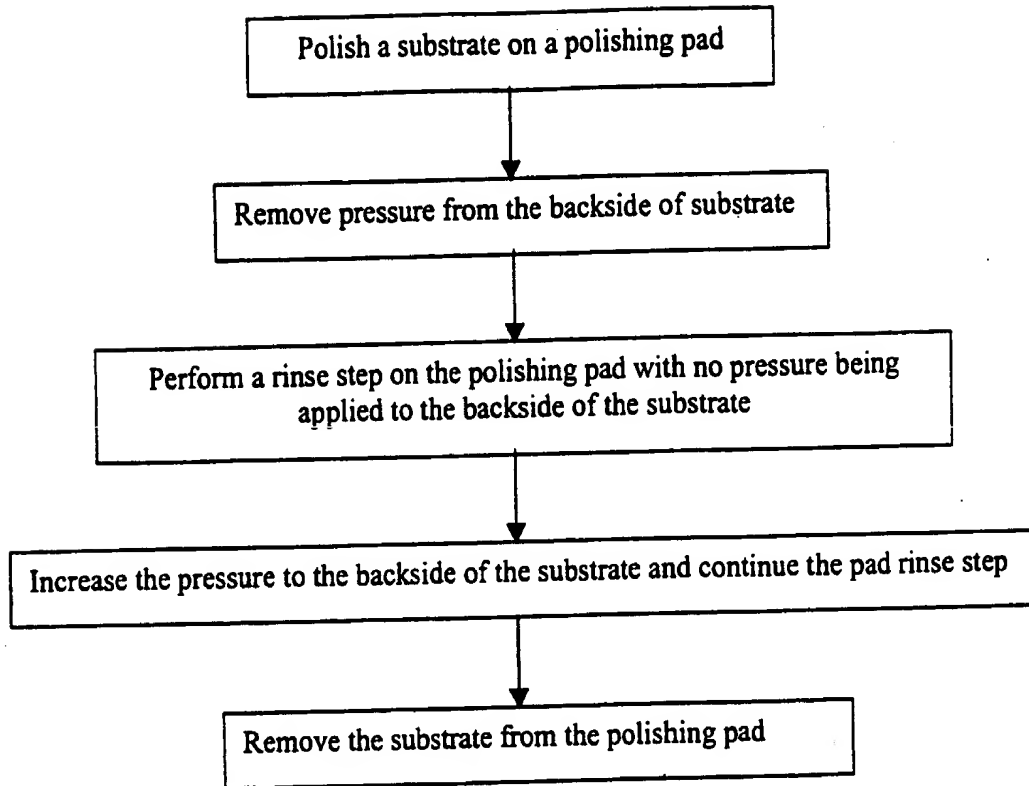 Polish a substrate on a polishing pad
Remove pressure from the backside of substrate
Perform a rinse step on the polishing pad with no pressure being
applied to the backside of the substrate
Increase the pressure to the backside of the substrate and continue the pad rinse step
Remove the substrate from the polishing pad